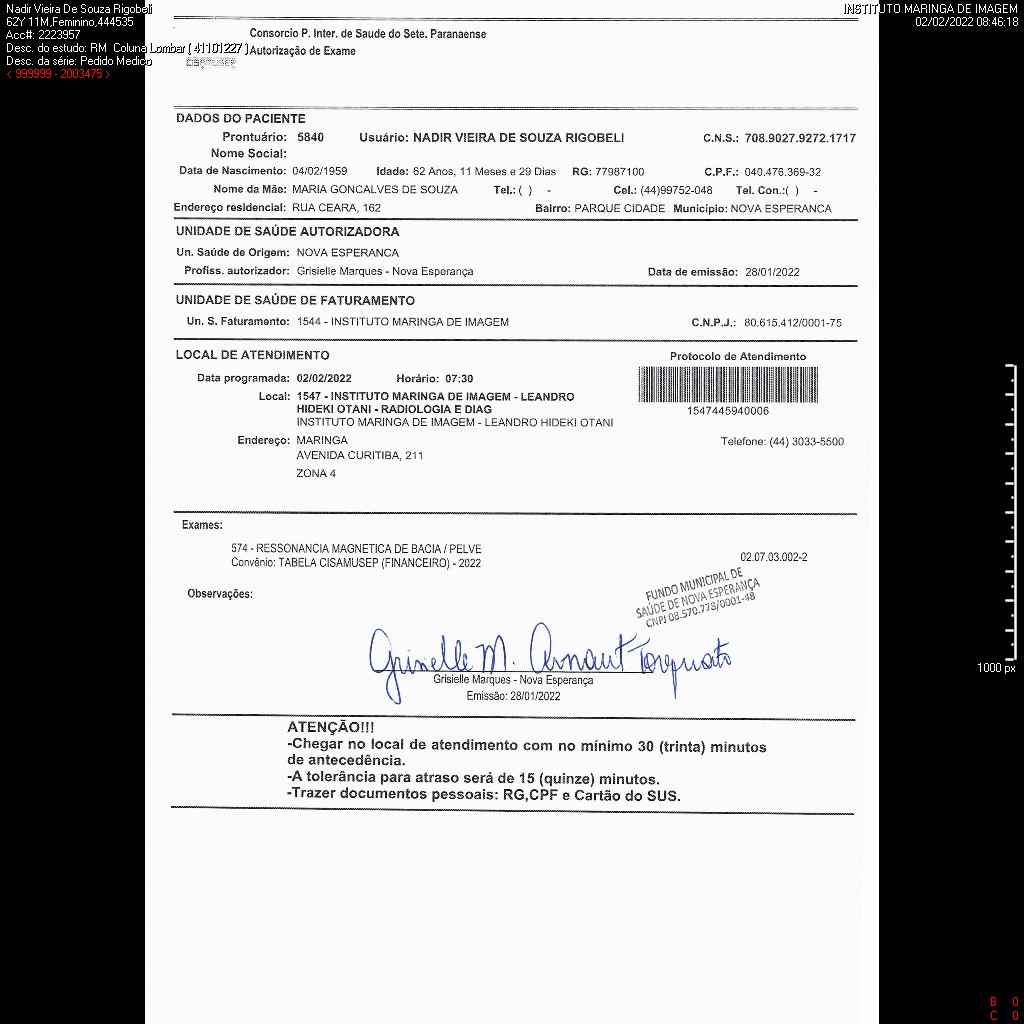 Nadir Vieira De Souza Rigobeli
62Y 11M,Feminino,444535
Acc#: 2223957
Desc. do estudo: RM Coluna Lombar [ 41101227 ]
Desc. da série: Pedido Medico
< 999999 - 2003475 >
INSTITUTO MARINGA DE IMAGEM
02/02/2022 08:46:18
Consorcio P. Inter. de Saude do Sete. Paranaense
Autorização de Exame
DADOS DO PACIENTE
Prontuário: 5840 Usuário: NADIR VIEIRA DE SOUZA RIGOBELI C.N.S.: 708.9027.9272.1717
Nome Social:
Data de Nascimento: 04/02/1959 Idade: 62 Anos, 11 Meses e 29 Dias RG: 77987100 C.P.F.: 040.476.369-32
Nome da Mãe: MARIA GONCALVES DE SOUZA Tel.: ( ) - Cel.: (44)99752-048 Tel. Con.:( ) -
Endereço residencial: RUA CEARA, 162 Bairro: PARQUE CIDADE Município: NOVA ESPERANCA
UNIDADE DE SAÚDE AUTORIZADORA
Un. Saúde de Origem: NOVA ESPERANCA
Profiss. autorizador: Grisielle Marques - Nova Esperança Data de emissão: 28/01/2022
UNIDADE DE SAÚDE DE FATURAMENTO
Un. S. Faturamento: 1544 - INSTITUTO MARINGA DE IMAGEM C.N.P.J.: 80.615.412/0001-75
LOCAL DE ATENDIMENTO
Protocolo de Atendimento
Data programada: 02/02/2022 Horário: 07:30
Local: 1547 - INSTITUTO MARINGA DE IMAGEM - LEANDRO
HIDEKI OTANI - RADIOLOGIA E DIAG
1547445940006
INSTITUTO MARINGA DE IMAGEM - LEANDRO HIDEKI OTANI
Endereço: MARINGA Telefone: (44) 3033-5500
AVENIDA CURITIBA, 211
ZONA 4
Exames:
574 - RESSONANCIA MAGNETICA DE BACIA / PELVE 02.07.03.002-2
Convênio: TABELA CISAMUSEP (FINANCEIRO) - 2022
Observações:
FUNDO MUNICIPAL DE
SAÚDE DE NOVA ESPERANÇA
CNPJ 08.570.778/0001-48
Grisielle M. Arnaut Torquato
Grisielle Marques - Nova Esperança
Emissão: 28/01/2022
1000 px
ATENÇÃO!!!
-Chegar no local de atendimento com no mínimo 30 (trinta) minutos
de antecedência.
-A tolerância para atraso será de 15 (quinze) minutos.
-Trazer documentos pessoais: RG,CPF e Cartão do SUS.
B 0
C 0